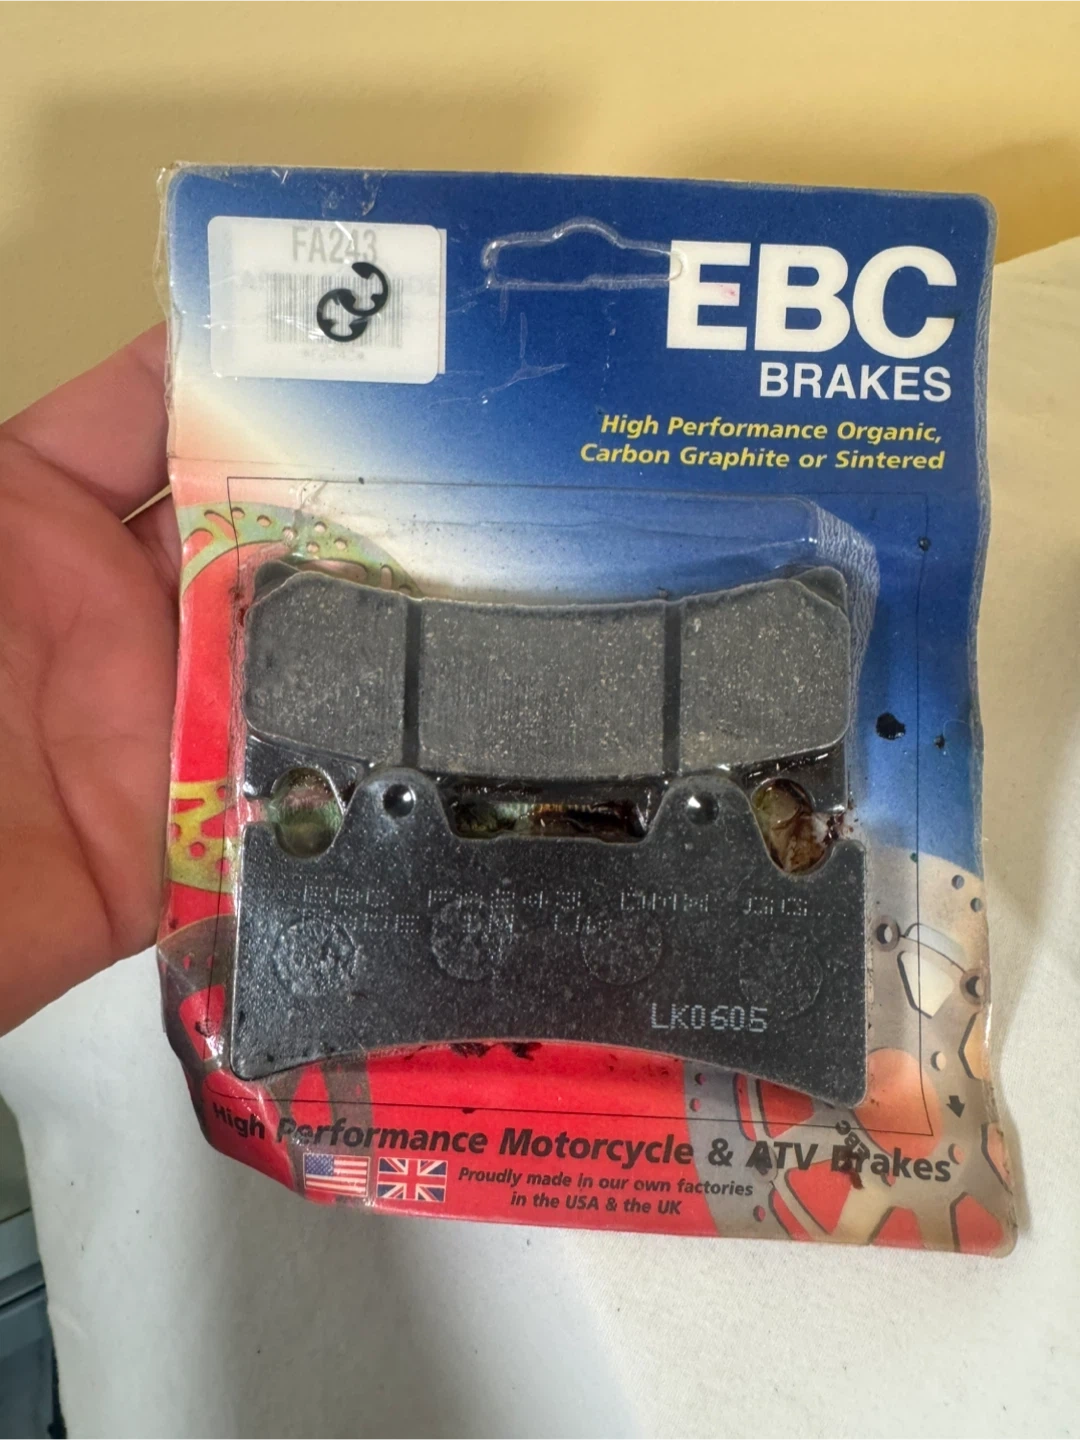 FA243
EBC
BRAKES
High Performance Organic,
Carbon Graphite or Sintered
LK0605
High Performance Motorcycle & ATV Brakes
Proudly made in our own factories
in the USA & the UK